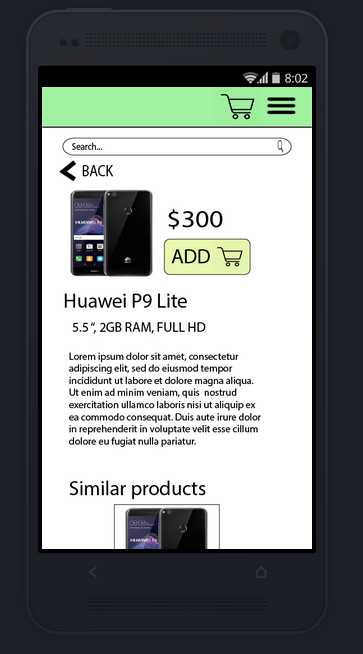 8:02
Search...
BACK
$300
ADD
Huawei P9 Lite
5.5“, 2GB RAM, FULL HD
Lorem ipsum dolor sit amet, consectetur
adipiscing elit, sed do eiusmod tempor
incididunt ut labore et dolore magna aliqua.
Ut enim ad minim veniam, quis nostrud
exercitation ullamco laboris nisi ut aliquip ex
ea commodo consequat. Duis aute irure dolor
in reprehenderit in voluptate velit esse cillum
dolore eu fugiat nulla pariatur.
Similar products